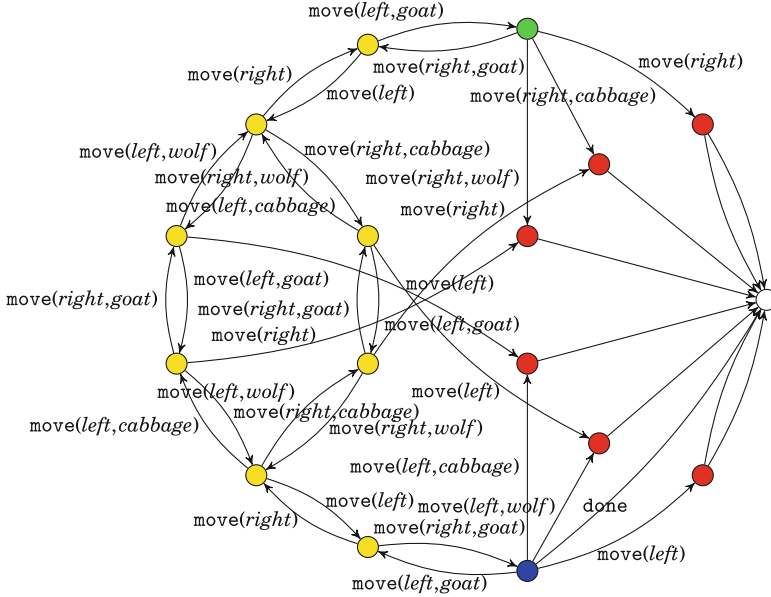 move(left,goat)
move(right)
move(right,goat)
move(right)
move(left)
move(right,cabbage)
move(left,wolf)
move(right,cabbage)
move(right,wolf)
move(right,wolf)
move(left,cabbage)
move(right)
move(left,goat)
move(left)
move(right,goat)
move(right,goat)
move(left,goat)
move(right)
move(left,wolf)
move(left)
move(right,cabbage)
move(left,cabbage)
move(right,wolf)
move(left,cabbage)
move(left)
move(left,wolf)
done
move(right)
move(right,goat)
move(left)
move(left,goat)